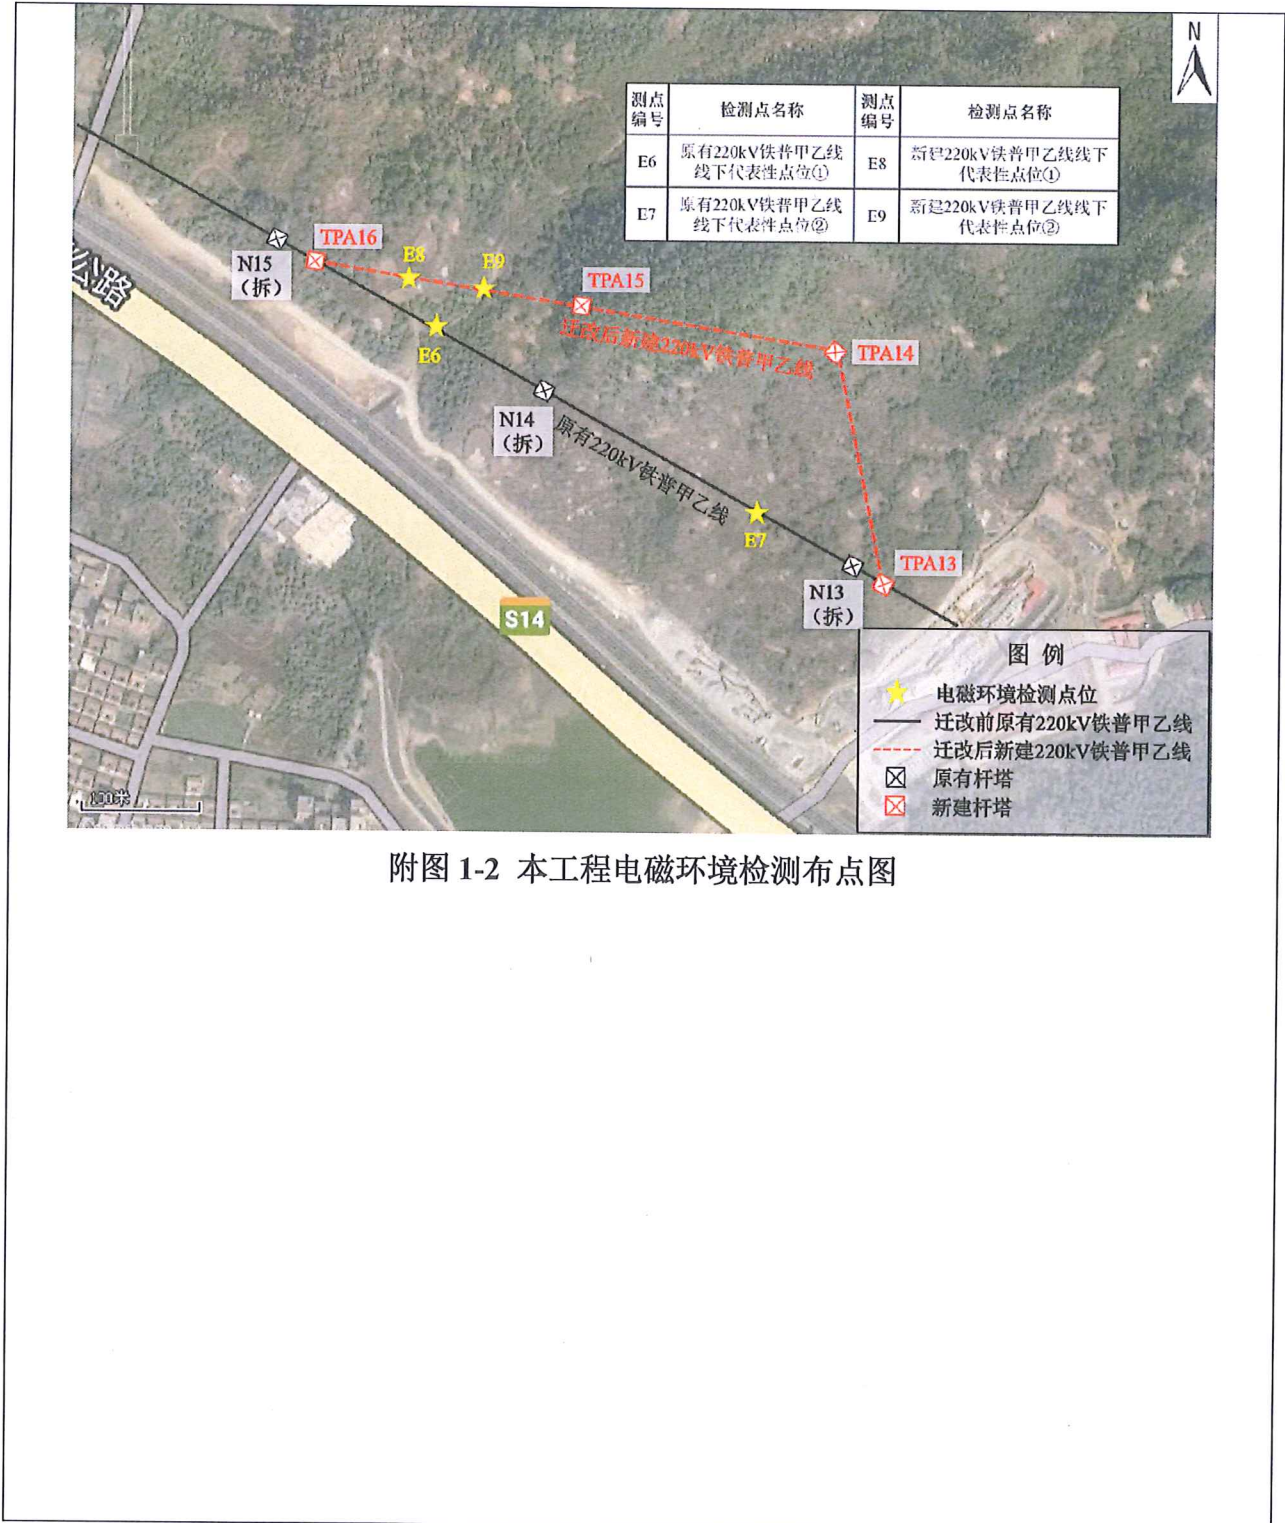 N
测点编号 检测点名称 测点编号 检测点名称
E6 原有220kV铁普甲乙线线下代表性点位① E8 新建220kV铁普甲乙线线下代表性点位①
E7 原有220kV铁普甲乙线线下代表性点位② E9 新建220kV铁普甲乙线线下代表性点位②
TPA16
N15
（拆）
E8
E9
TPA15
公路
E6
迁改后新建220kV铁普甲乙线
TPA14
N14
（拆）
原有220kV铁普甲乙线
E7
TPA13
N13
（拆）
S14
图 例
电磁环境检测点位
迁改前原有220kV铁普甲乙线
迁改后新建220kV铁普甲乙线
原有杆塔
新建杆塔
100米
附图 1-2 本工程电磁环境检测布点图